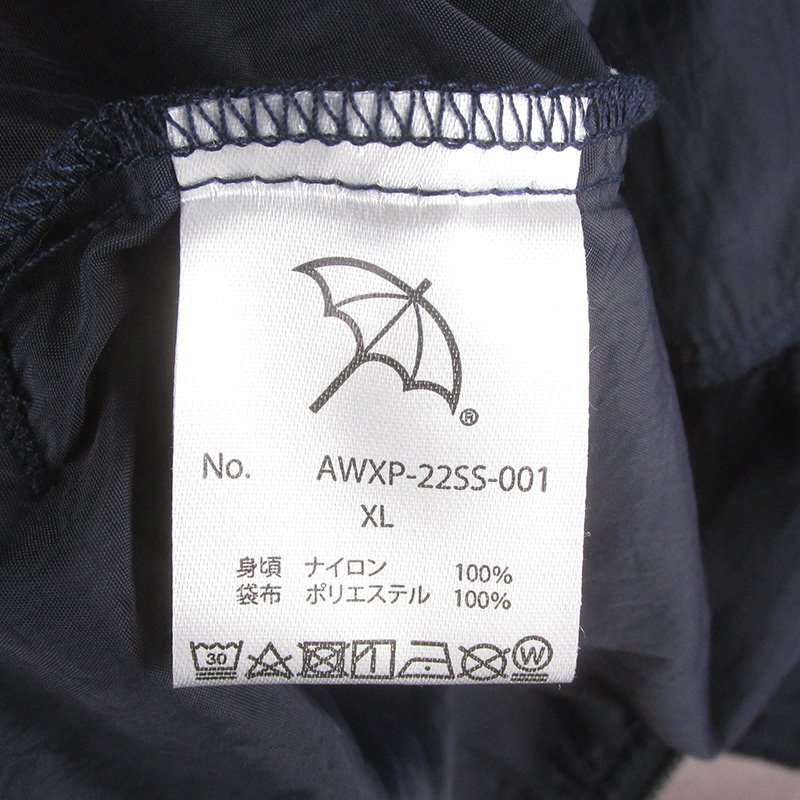 ®
No. AWXP-22SS-001
XL
身頃 ナイロン 100%
袋布 ポリエステル 100%
30 W